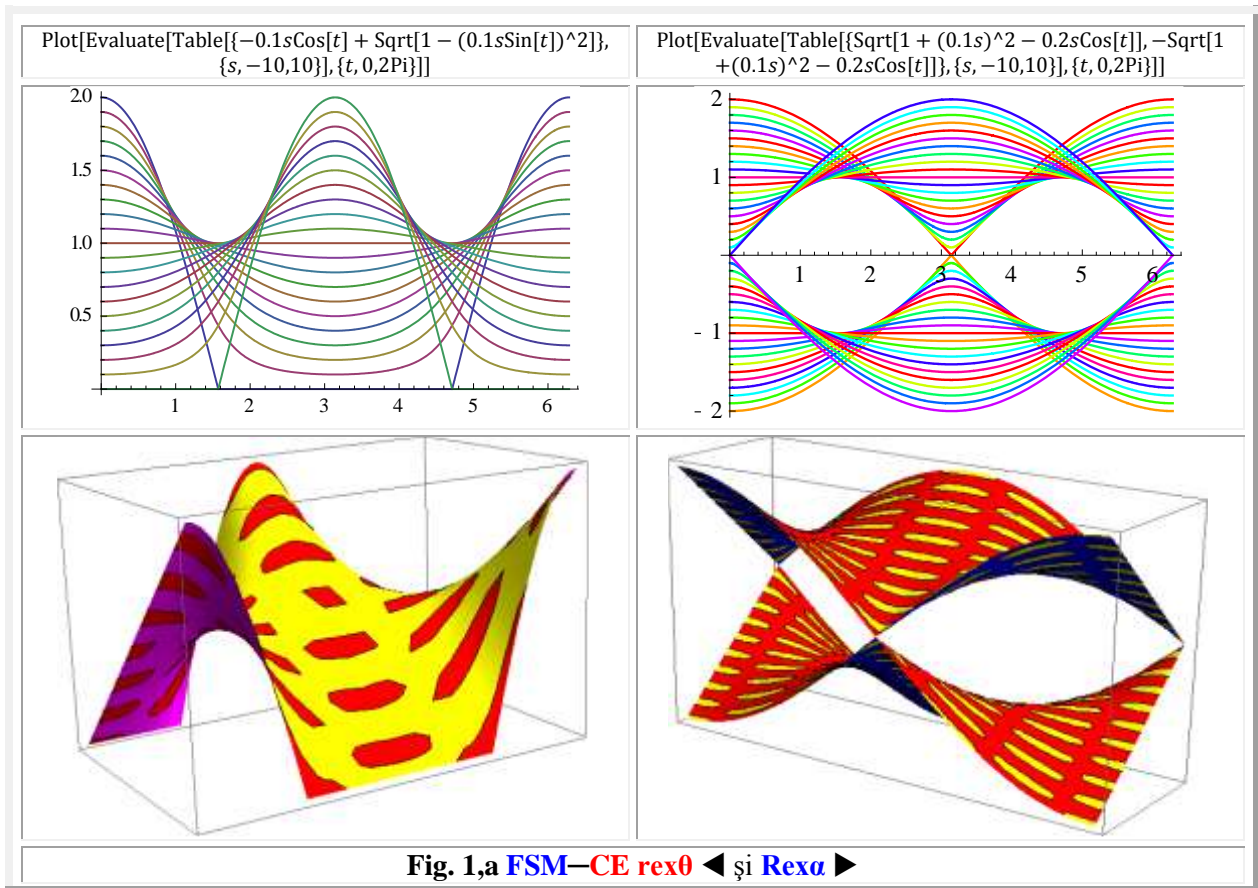 Plot[Evaluate[Table[{−0.1sCos[t] + Sqrt[1 − (0.1sSin[t])^2]},
{s, −10,10}], {t, 0,2Pi}]]
Plot[Evaluate[Table[{Sqrt[1 + (0.1s)^2 − 0.2sCos[t]], −Sqrt[1
+(0.1s)^2 − 0.2sCos[t]]}, {s, −10,10}], {t, 0,2Pi}]]
2.0
1.5
1.0
0.5
1 2 3 4 5 6
2
1
1 2 3 4 5 6
- 1
- 2
Fig. 1,a FSM—CE rexθ ◄ şi Rexα ►